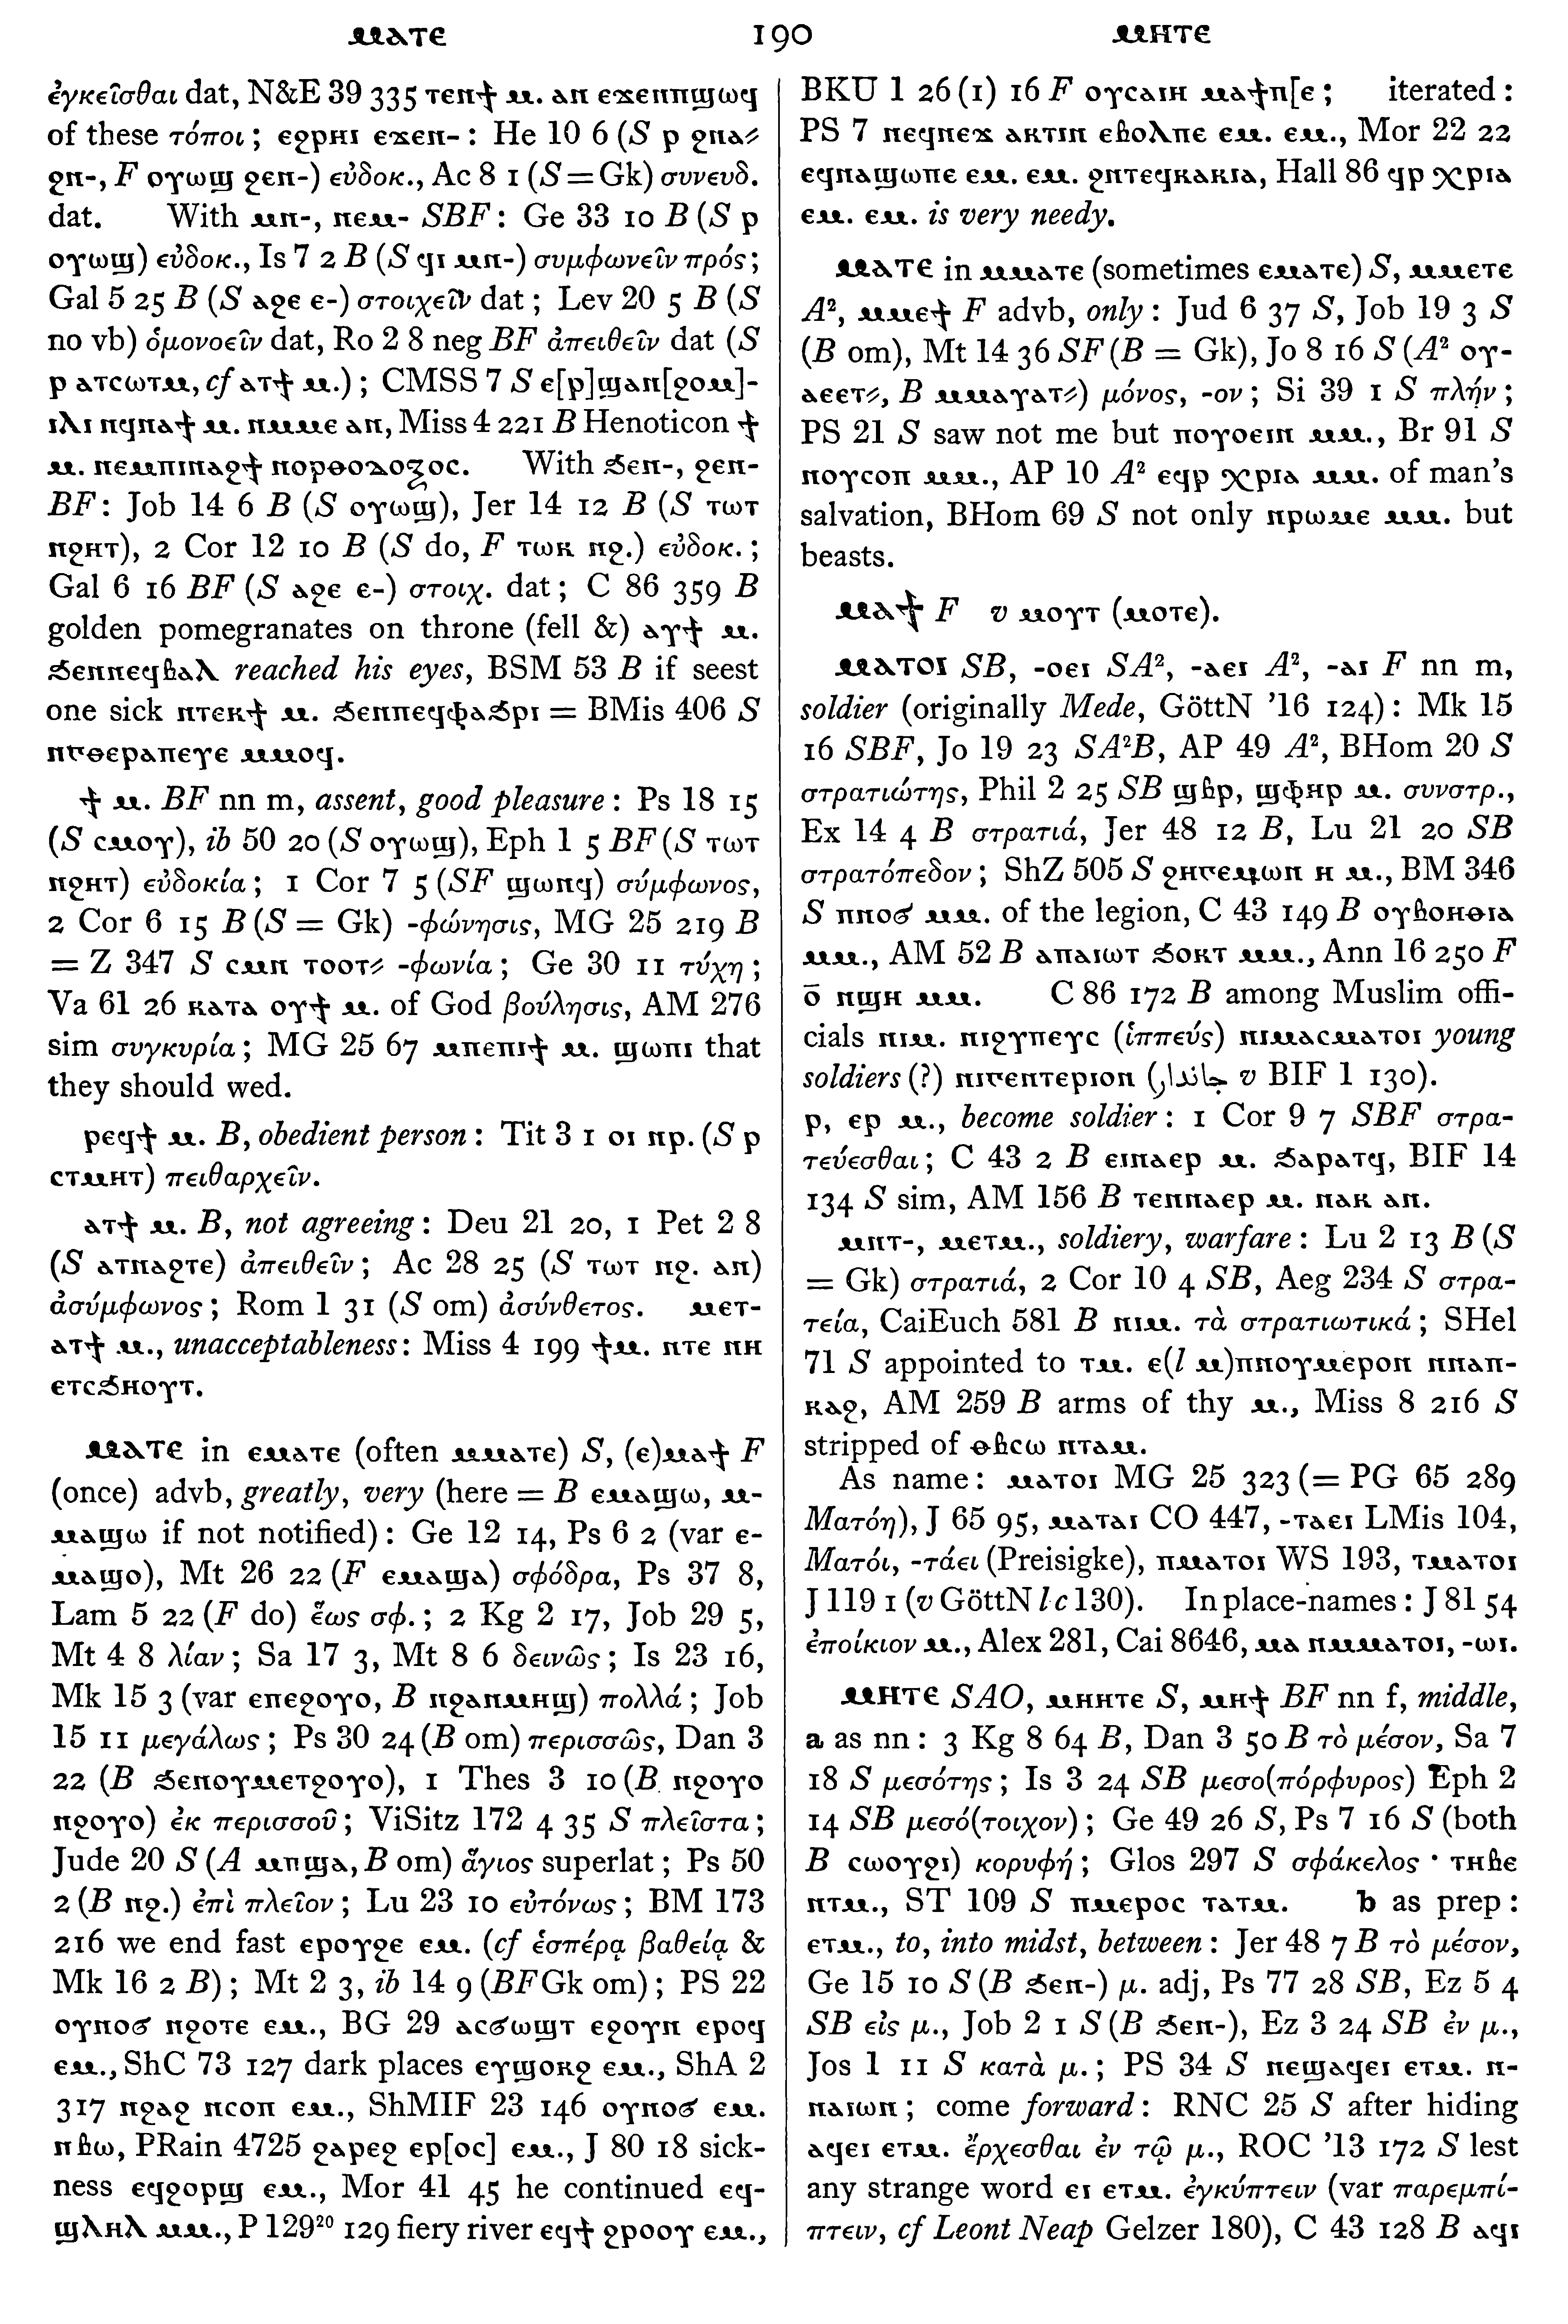 ⲙⲁⲧⲉ 190 ⲙⲏⲧⲉ
ἐγκεῖσθαι dat, N&E 39 335 ⲧⲉⲛϯ ⲙ. ⲁⲛ ⲉϫⲉⲛⲛϣⲱϥ
of these τόποι; ⲉϩⲣⲏⲓ ⲉϫⲉⲛ-: He 10 6 (S ⲣ ϩⲛⲁ⸗
ϩⲛ-, F ⲟⲩⲱϣ ϩⲉⲛ-) εὐδοκ., Ac 8 1 (S = Gk) συνευδ.
dat. With ⲙⲛ-, ⲛⲉⲙ- SBF: Ge 33 10 B (S ⲣ
ⲟⲩⲱϣ) εὐδοκ., Is 7 2 B (S ϥⲓ ⲙⲛ-) συμφωνεῖν πρός;
Gal 5 25 B (S ⲁϩⲉ ⲉ-) στοιχεῖν dat; Lev 20 5 B (S
no vb) ὁμονοεῖν dat, Ro 2 8 neg BF ἀπειθεῖν dat (S
ⲣ ⲁⲧⲥⲱⲧⲙ, cf ⲁⲧϯ ⲙ.); CMSS 7 S ⲉ[ⲣ]ϣⲁⲛ[ϩⲟⲙ]-
ⲓⲗⲓ ⲛϥⲛⲁϯ ⲙ. ⲛⲙⲙⲉ ⲁⲛ, Miss 4 221 B Henoticon ϯ
ⲙ. ⲛⲉⲙⲡⲓⲛⲁϩϯ ⲛⲟⲣⲑⲟⲇⲟⲝⲟⲥ. With ϧⲉⲛ-, ϩⲉⲛ-
BF: Job 14 6 B (S ⲟⲩⲱϣ), Jer 14 12 B (S ⲧⲱⲧ
ⲛϩⲏⲧ), 2 Cor 12 10 B (S do, F ⲧⲱⲕ ⲛϩ.) εὐδοκ.;
Gal 6 16 BF (S ⲁϩⲉ ⲉ-) στοιχ. dat; C 86 359 B
golden pomegranates on throne (fell &) ⲁⲩϯ ⲙ.
ϧⲉⲛⲛⲉϥⲃⲁⲗ reached his eyes, BSM 53 B if seest
one sick ⲛⲧⲉⲕϯ ⲙ. ϧⲉⲛⲛⲉϥⲫⲁϧⲣⲓ = BMis 406 S
ⲛⲅⲑⲉⲣⲁⲡⲉⲩⲉ ⲙⲙⲟϥ.
ϯ ⲙ. BF nn m, assent, good pleasure: Ps 18 15
(S ⲥⲙⲟⲩ), ib 50 20 (S ⲟⲩⲱϣ), Eph 1 5 BF (S ⲧⲱⲧ
ⲛϩⲏⲧ) εὐδοκία; 1 Cor 7 5 (SF ϣⲱⲛϥ) σύμφωνος,
2 Cor 6 15 B (S = Gk) -φώνησις, MG 25 219 B
= Z 347 S ⲥⲙⲛ ⲧⲟⲟⲧ⸗ -φωνία; Ge 30 11 τύχη;
Va 61 26 ⲕⲁⲧⲁ ⲟⲩϯ ⲙ. of God βούλησις, AM 276
sim συγκυρία; MG 25 67 ⲙⲡⲉⲛⲓϯ ⲙ. ϣⲱⲡⲓ that
they should wed.
ⲣⲉϥϯ ⲙ. B, obedient person: Tit 3 1 ⲟⲓ ⲛⲣ. (S ⲣ
ⲥⲧⲙⲏⲧ) πειθαρχεῖν.
ⲁⲧϯ ⲙ. B, not agreeing: Deu 21 20, 1 Pet 2 8
(S ⲁⲧⲛⲁϩⲧⲉ) ἀπειθεῖν; Ac 28 25 (S ⲧⲱⲧ ⲛϩ. ⲁⲛ)
ἀσύμφωνος; Rom 1 31 (S om) ἀσύνθετος. ⲙⲉⲧ-
ⲁⲧϯ ⲙ., unacceptableness: Miss 4 199 ϯⲙ. ⲛⲧⲉ ⲛⲏ
ⲉⲧⲥϧⲏⲟⲩⲧ.
ⲙⲁⲧⲉ in ⲉⲙⲁⲧⲉ (often ⲙⲙⲁⲧⲉ) S, (ⲉ)ⲙⲁϯ F
(once) advb, greatly, very (here = B ⲉⲙⲁϣⲱ, ⲙ-
ⲙⲁϣⲱ if not notified): Ge 12 14, Ps 6 2 (var ⲉ-
ⲙⲁϣⲟ), Mt 26 22 (F ⲉⲙⲁϣⲁ) σφόδρα, Ps 37 8,
Lam 5 22 (F do) ἕως σφ.; 2 Kg 2 17, Job 29 5,
Mt 4 8 λίαν; Sa 17 3, Mt 8 6 δεινῶς; Is 23 16,
Mk 15 3 (var ⲉⲡⲉϩⲟⲩⲟ, B ⲛϩⲁⲛⲙⲏϣ) πολλά; Job
15 11 μεγάλως; Ps 30 24 (B om) περισσῶς, Dan 3
22 (B ϧⲉⲛⲟⲩⲙⲉⲧϩⲟⲩⲟ), 1 Thes 3 10 (B ⲛϩⲟⲩⲟ
ⲛϩⲟⲩⲟ) ἐκ περισσοῦ; ViSitz 172 4 35 S πλεῖστα;
Jude 20 S (A ⲙⲡϣⲁ, B om) ἅγιος superlat; Ps 50
2 (B ⲛϩ.) ἐπὶ πλεῖον; Lu 23 10 εὐτόνως; BM 173
216 we end fast ⲉⲣⲟⲩϩⲉ ⲉⲙ. (cf ἑσπέρᾳ βαθείᾳ &
Mk 16 2 B); Mt 2 3, ib 14 9 (BF Gk om); PS 22
ⲟⲩⲛⲟϭ ⲛϩⲟⲧⲉ ⲉⲙ., BG 29 ⲁⲥϭⲱϣⲧ ⲉϩⲟⲩⲛ ⲉⲣⲟϥ
ⲉⲙ., ShC 73 127 dark places ⲉⲩϣⲟⲕϩ ⲉⲙ., ShA 2
317 ⲛϩⲁϩ ⲛⲥⲟⲡ ⲉⲙ., ShMIF 23 146 ⲟⲩⲛⲟϭ ⲉⲙ.
ⲛⲃⲱ, PRain 4725 ϩⲁⲣⲉϩ ⲉⲣ[ⲟⲥ] ⲉⲙ., J 80 18 sick-
ness ⲉϥϩⲟⲣϣ ⲉⲙ., Mor 41 45 he continued ⲉϥ-
ϣⲗⲏⲗ ⲙⲙ., P 129²⁰ 129 fiery river ⲉϥϯ ϩⲣⲟⲟⲩ ⲉⲙ.,
BKU 1 26 (1) 16 F ⲟⲩⲥⲁⲓⲏ ⲙⲁϯⲛ[ⲉ; iterated:
PS 7 ⲛⲉϥⲛⲉϫ ⲁⲕⲧⲓⲛ ⲉⲃⲟⲗⲡⲉ ⲉⲙ. ⲉⲙ., Mor 22 22
ⲉϥⲛⲁϣⲱⲡⲉ ⲉⲙ. ⲉⲙ. ϩⲛⲧⲉϥⲕⲁⲕⲓⲁ, Hall 86 ϥⲣ ⲭⲣⲓⲁ
ⲉⲙ. ⲉⲙ. is very needy.
ⲙⲁⲧⲉ in ⲙⲙⲁⲧⲉ (sometimes ⲉⲙⲁⲧⲉ) S, ⲙⲙⲉⲧⲉ
A², ⲙⲙⲉϯ F advb, only: Jud 6 37 S, Job 19 3 S
(B om), Mt 14 36 SF (B = Gk), Jo 8 16 S (A² ⲟⲩ-
ⲁⲉⲉⲧ⸗, B ⲙⲙⲁⲩⲁⲧ⸗) μόνος, -ον; Si 39 1 S πλήν;
PS 21 S saw not me but ⲡⲟⲩⲟⲉⲓⲛ ⲙⲙ., Br 91 S
ⲛⲟⲩⲥⲟⲡ ⲙⲙ., AP 10 A² ⲉϥⲣ ⲭⲣⲓⲁ ⲙⲙ. of man's
salvation, BHom 69 S not only ⲛⲣⲱⲙⲉ ⲙⲙ. but
beasts.
ⲙⲁϯ F v ⲙⲟⲩⲧ (ⲙⲟⲧⲉ).
ⲙⲁⲧⲟⲓ SB, -ⲟⲉⲓ SA², -ⲁⲉⲓ A², -ⲁⲓ F nn m,
soldier (originally Mede, GöttN '16 124): Mk 15
16 SBF, Jo 19 23 SA²B, AP 49 A², BHom 20 S
στρατιώτης, Phil 2 25 SB ϣⲃⲣ, ϣⲫⲏⲣ ⲙ. συνστρ.,
Ex 14 4 B στρατιά, Jer 48 12 B, Lu 21 20 SB
στρατόπεδον; ShZ 505 S ϩⲏⲅⲉⲙⲱⲛ ⲏ ⲙ., BM 346
S ⲡⲛⲟϭ ⲙⲙ. of the legion, C 43 149 B ⲟⲩⲃⲟⲏⲑⲓⲁ
ⲙⲙ., AM 52 B ⲁⲡⲁⲓⲱⲧ ϧⲟⲕⲧ ⲙⲙ., Ann 16 250 F
ⲟ̄ ⲛϣⲏ ⲙⲙ. C 86 172 B among Muslim offi-
cials ⲛⲓⲙ. ⲛⲓϩⲩⲡⲉⲩⲥ (ἱππεύς) ⲛⲓⲙⲁⲥⲙⲁⲧⲟⲓ young
soldiers (?) ⲛⲓⲅⲉⲛⲧⲉⲣⲓⲟⲛ (v BIF 1 130).
ⲣ, ⲉⲣ ⲙ., become soldier: 1 Cor 9 7 SBF στρα-
τεύεσθαι; C 43 2 B ⲉⲓⲛⲁⲉⲣ ⲙ. ϧⲁⲣⲁⲧϥ, BIF 14
134 S sim, AM 156 B ⲧⲉⲛⲛⲁⲉⲣ ⲙ. ⲛⲁⲕ ⲁⲛ.
ⲙⲛⲧ-, ⲙⲉⲧⲙ., soldiery, warfare: Lu 2 13 B (S
= Gk) στρατιά, 2 Cor 10 4 SB, Aeg 234 S στρα-
τεία, CaiEuch 581 B ⲛⲓⲙ. τὰ στρατιωτικά; SHel
71 S appointed to ⲧⲙ. ⲉ(l ⲙ)ⲡⲛⲟⲩⲙⲉⲣⲟⲛ ⲛⲛⲁⲡ-
ⲕⲁϩ, AM 259 B arms of thy ⲙ., Miss 8 216 S
stripped of ⲑⲃⲥⲱ ⲛⲧⲁⲙ.
As name: ⲙⲁⲧⲟⲓ MG 25 323 (= PG 65 289
Ματόη), J 65 95, ⲙⲁⲧⲁⲓ CO 447, -ⲧⲁⲉⲓ LMis 104,
Ματόι, -τάει (Preisigke), ⲡⲙⲁⲧⲟⲓ WS 193, ⲧⲙⲁⲧⲟⲓ
J 119 1 (v GöttN l c 130). In place-names: J 81 54
ἐποίκιον ⲙ., Alex 281, Cai 8646, ⲙⲁ ⲛⲙⲙⲁⲧⲟⲓ, -ⲱⲓ.
ⲙⲏⲧⲉ SAO, ⲙⲏⲏⲧⲉ S, ⲙⲏϯ BF nn f, middle,
a as nn: 3 Kg 8 64 B, Dan 3 50 B τὸ μέσον, Sa 7
18 S μεσότης; Is 3 24 SB μεσο(πόρφυρος) Eph 2
14 SB μεσό(τοιχον); Ge 49 26 S, Ps 7 16 S (both
B ⲥⲱⲟⲩϩⲓ) κορυφή; Glos 297 S σφάκελος · ⲧⲏⲃⲉ
ⲛⲧⲙ., ST 109 S ⲡⲙⲉⲣⲟⲥ ⲧⲁⲧⲙ. b as prep:
ⲉⲧⲙ., to, into midst, between: Jer 48 7 B τὸ μέσον,
Ge 15 10 S (B ϧⲉⲛ-) μ. adj, Ps 77 28 SB, Ez 5 4
SB εἰς μ., Job 2 1 S (B ϧⲉⲛ-), Ez 3 24 SB ἐν μ.,
Jos 1 11 S κατὰ μ.; PS 34 S ⲛⲉϣⲁϥⲉⲓ ⲉⲧⲙ. ⲛ-
ⲛⲁⲓⲱⲛ; come forward: RNC 25 S after hiding
ⲁϥⲉⲓ ⲉⲧⲙ. ἔρχεσθαι ἐν τῷ μ., ROC '13 172 S lest
any strange word ⲉⲓ ⲉⲧⲙ. ἐγκύπτειν (var παρεμπί-
πτειν, cf Leont Neap Gelzer 180), C 43 128 B ⲁϥⲓ